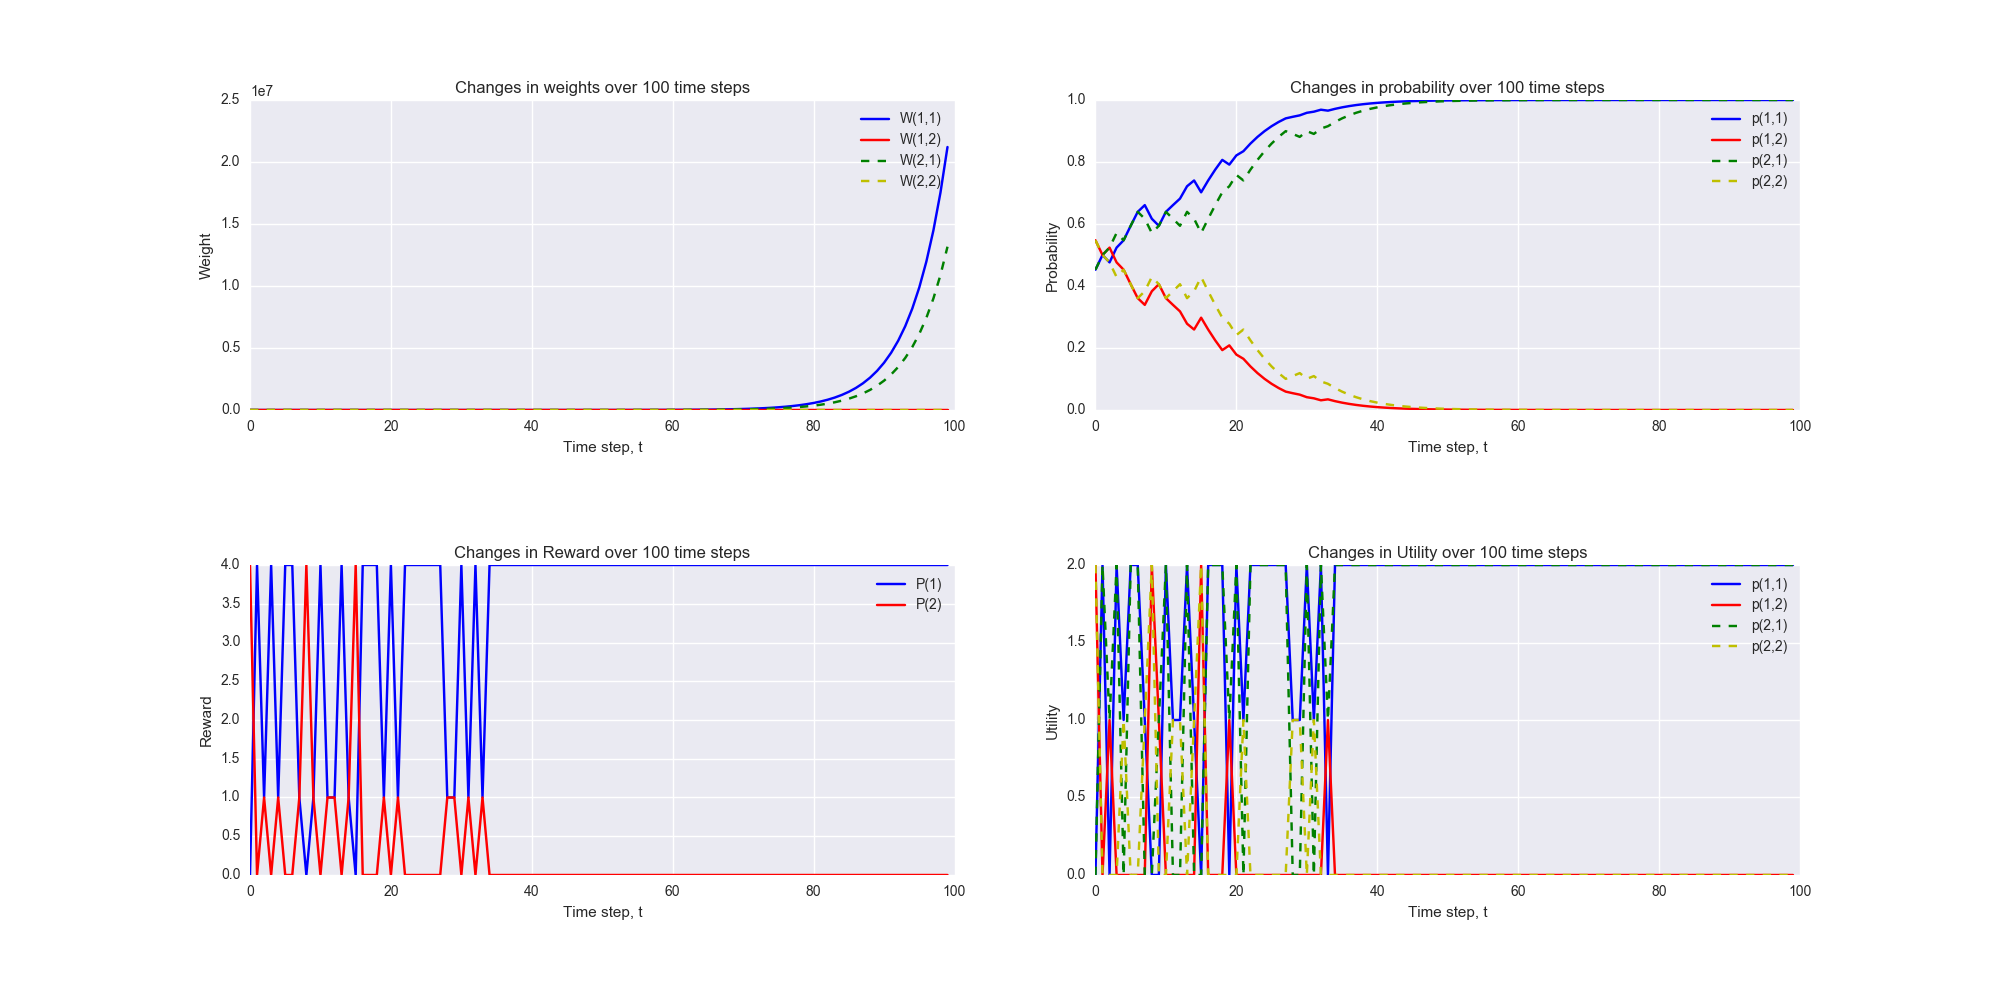 Changes in weights over 100 time steps
1e7
2.5
2.0
1.5
1.0
0.5
0.0
Weight
0 20 40 60 80 100
Time step, t
W(1,1)
W(1,2)
W(2,1)
W(2,2)
Changes in probability over 100 time steps
1.0
0.8
0.6
0.4
0.2
0.0
Probability
0 20 40 60 80 100
Time step, t
p(1,1)
p(1,2)
p(2,1)
p(2,2)
Changes in Reward over 100 time steps
4.0
3.5
3.0
2.5
2.0
1.5
1.0
0.5
0.0
Reward
0 20 40 60 80 100
Time step, t
P(1)
P(2)
Changes in Utility over 100 time steps
2.0
1.5
1.0
0.5
0.0
Utility
0 20 40 60 80 100
Time step, t
p(1,1)
p(1,2)
p(2,1)
p(2,2)